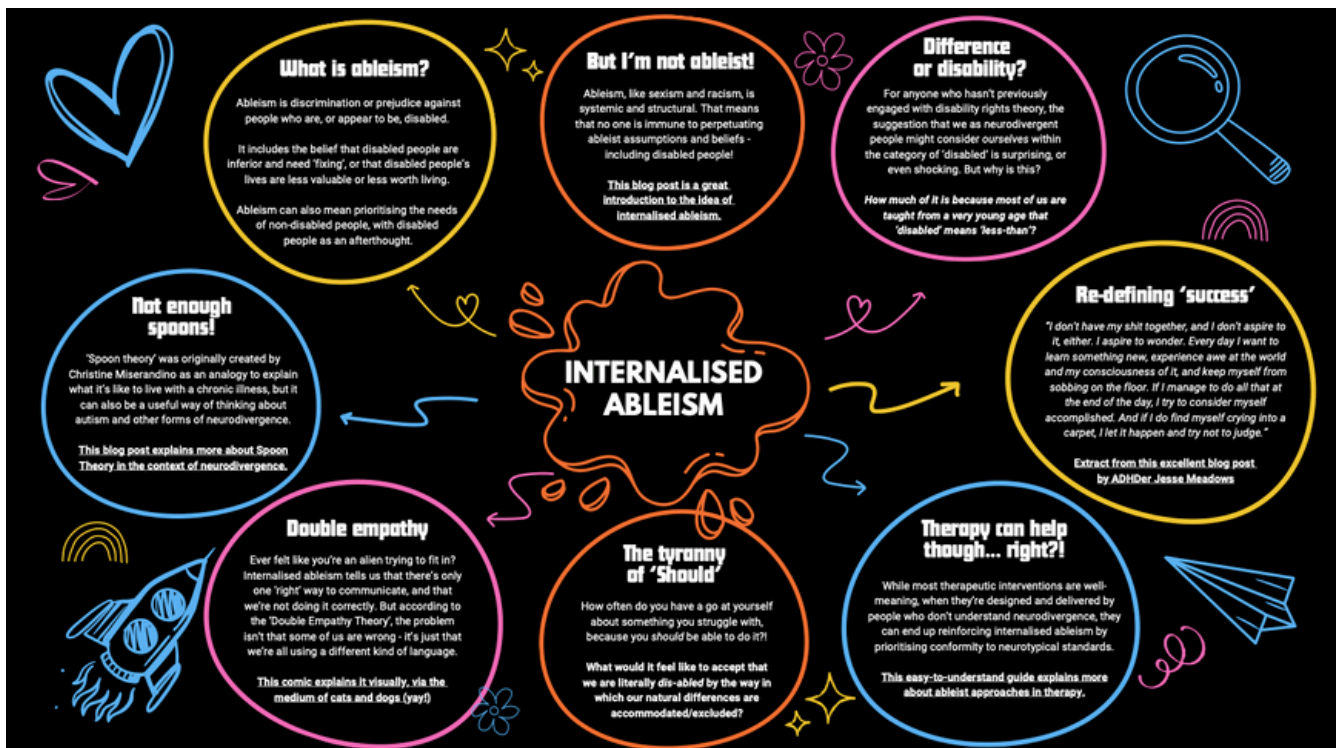 What is ableism?
Ableism is discrimination or prejudice against
people who are, or appear to be, disabled.
It includes the belief that disabled people are
inferior and need 'fixing', or that disabled people's
lives are less valuable or less worth living.
Ableism can also mean prioritising the needs
of non-disabled people, with disabled
people as an afterthought.
But I'm not ableist!
Ableism, like sexism and racism, is
systemic and structural. That means
that no one is immune to perpetuating
ableist assumptions and beliefs -
including disabled people!
This blog post is a great
introduction to the idea of
internalised ableism.
Difference
or disability?
For anyone who hasn't previously
engaged with disability rights theory, the
suggestion that we as neurodivergent
people might consider ourselves within
the category of 'disabled' is surprising, or
even shocking. But why is this?
How much of it is because most of us are
taught from a very young age that
'disabled' means 'less-than'?
Not enough
spoons!
'Spoon theory' was originally created by
Christine Miserandino as an analogy to explain
what it's like to live with a chronic illness, but it
can also be a useful way of thinking about
autism and other forms of neurodivergence.
This blog post explains more about Spoon
Theory in the context of neurodivergence.
INTERNALISED
ABLEISM
Re-defining 'success'
"I don't have my shit together, and I don't aspire to
it, either. I aspire to wonder. Every day I want to
learn something new, experience awe at the world
and my consciousness of it, and keep myself from
sobbing on the floor. If I manage to do all that at
the end of the day, I try to consider myself
accomplished. And if I do find myself crying into a
carpet, I let it happen and try not to judge."
Extract from this excellent blog post
by ADHDer Jesse Meadows
Double empathy
Ever felt like you're an alien trying to fit in?
Internalised ableism tells us that there's only
one 'right' way to communicate, and that
we're not doing it correctly. But according to
the 'Double Empathy Theory', the problem
isn't that some of us are wrong - it's just that
we're all using a different kind of language.
This comic explains it visually, via the
medium of cats and dogs (yay!)
The tyranny
of 'Should'
How often do you have a go at yourself
about something you struggle with,
because you should be able to do it?!
What would it feel like to accept that
we are literally dis-abled by the way in
which our natural differences are
accommodated/excluded?
Therapy can help
though... right?!
While most therapeutic interventions are well-
meaning, when they're designed and delivered by
people who don't understand neurodivergence, they
can end up reinforcing internalised ableism by
prioritising conformity to neurotypical standards.
This easy-to-understand guide explains more
about ableist approaches in therapy.